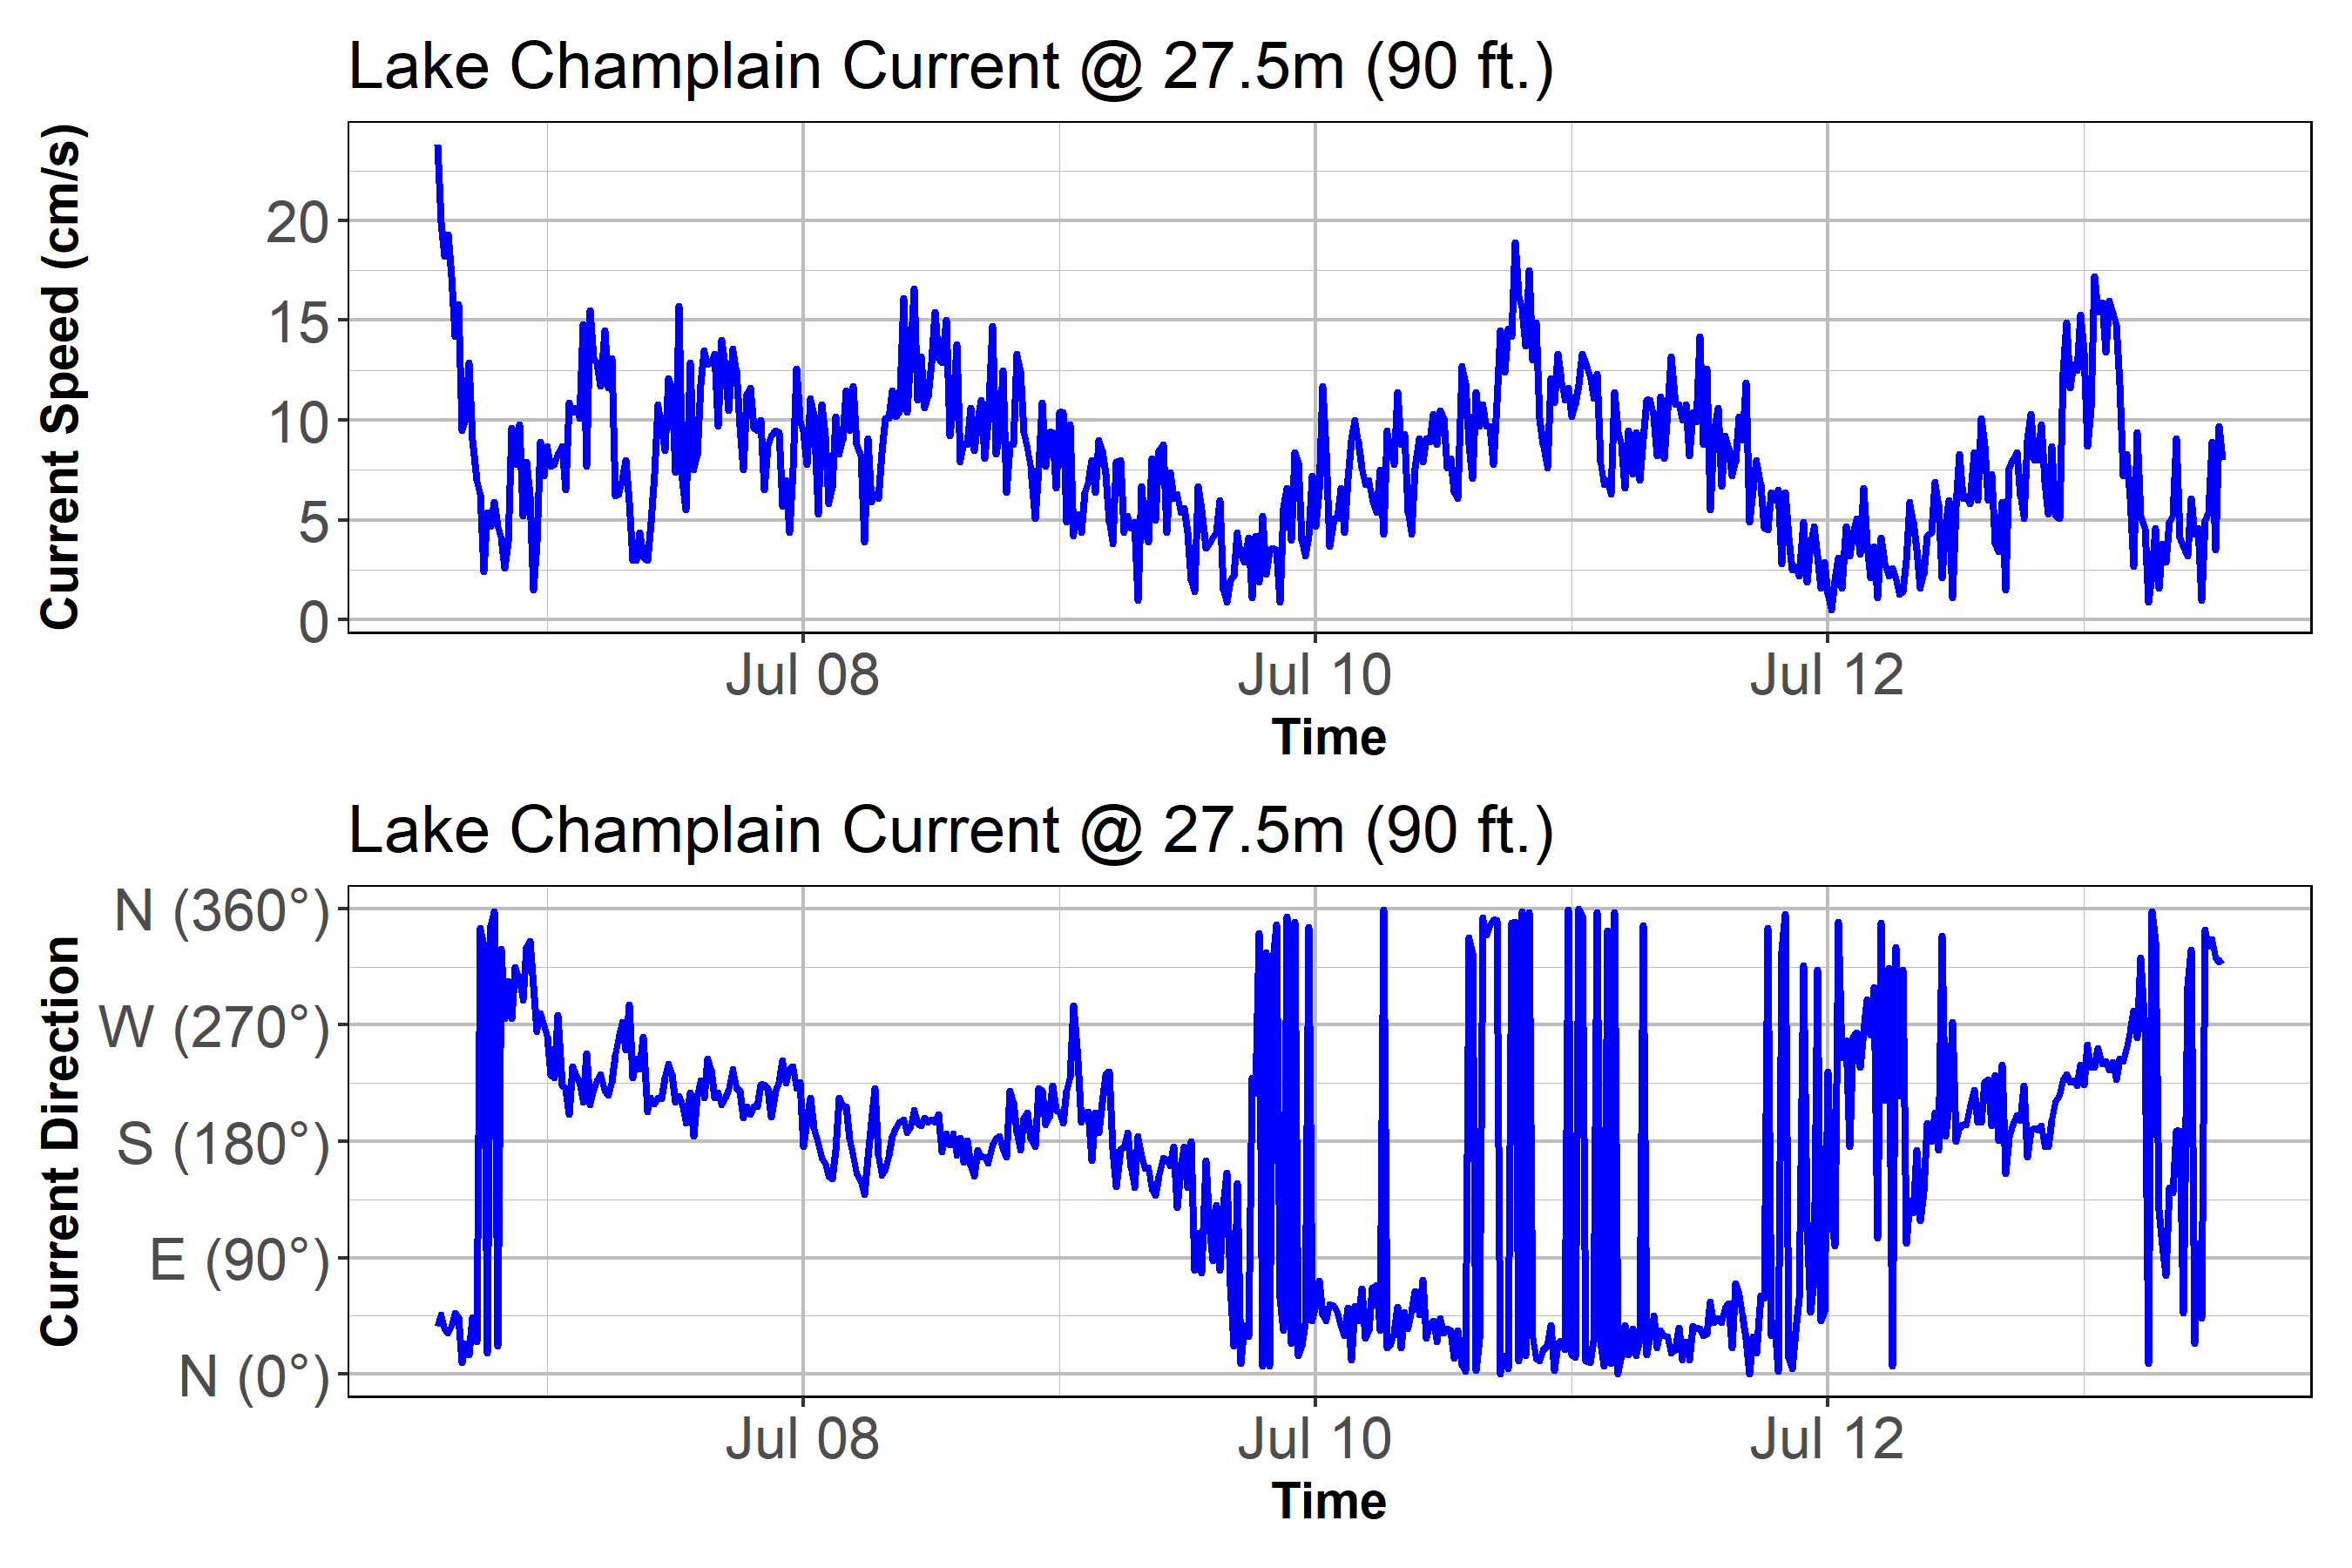 Lake Champlain Current @ 27.5m (90 ft.)
Current Speed (cm/s)
20
15
10
5
0
Jul 08 Jul 10 Jul 12
Time
Lake Champlain Current @ 27.5m (90 ft.)
Current Direction
N (360°)
W (270°)
S (180°)
E (90°)
N (0°)
Jul 08 Jul 10 Jul 12
Time